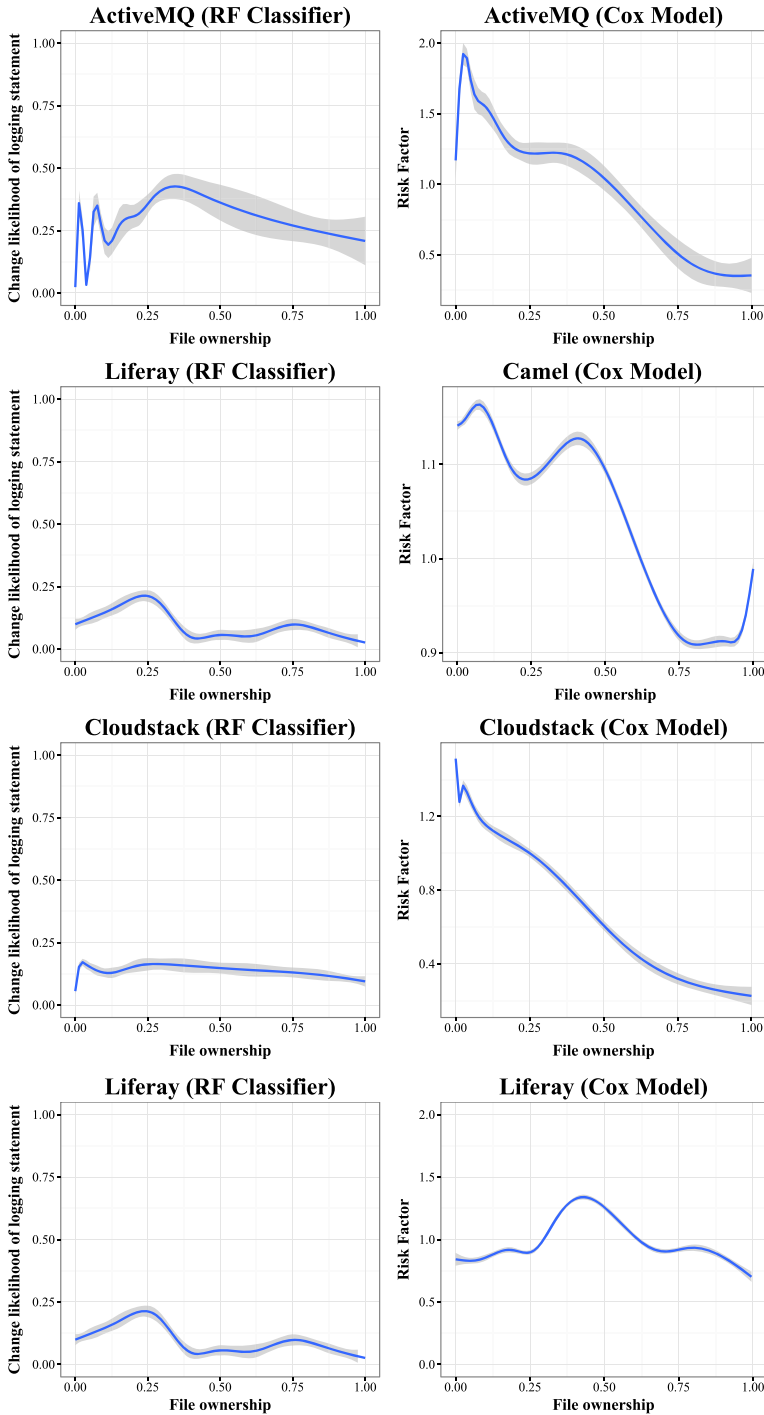 ActiveMQ (RF Classifier)
Change likelihood of logging statement
1.00
0.75
0.50
0.25
0.00
0.00 0.25 0.50 0.75 1.00
File ownership
ActiveMQ (Cox Model)
Risk Factor
2.0
1.5
1.0
0.5
0.00 0.25 0.50 0.75 1.00
File ownership
Liferay (RF Classifier)
Change likelihood of logging statement
1.00
0.75
0.50
0.25
0.00
0.00 0.25 0.50 0.75 1.00
File ownership
Camel (Cox Model)
Risk Factor
1.1
1.0
0.9
0.00 0.25 0.50 0.75 1.00
File ownership
Cloudstack (RF Classifier)
Change likelihood of logging statement
1.00
0.75
0.50
0.25
0.00
0.00 0.25 0.50 0.75 1.00
File ownership
Cloudstack (Cox Model)
Risk Factor
1.2
0.8
0.4
0.00 0.25 0.50 0.75 1.00
File ownership
Liferay (RF Classifier)
Change likelihood of logging statement
1.00
0.75
0.50
0.25
0.00
0.00 0.25 0.50 0.75 1.00
File ownership
Liferay (Cox Model)
Risk Factor
2.0
1.5
1.0
0.5
0.0
0.00 0.25 0.50 0.75 1.00
File ownership